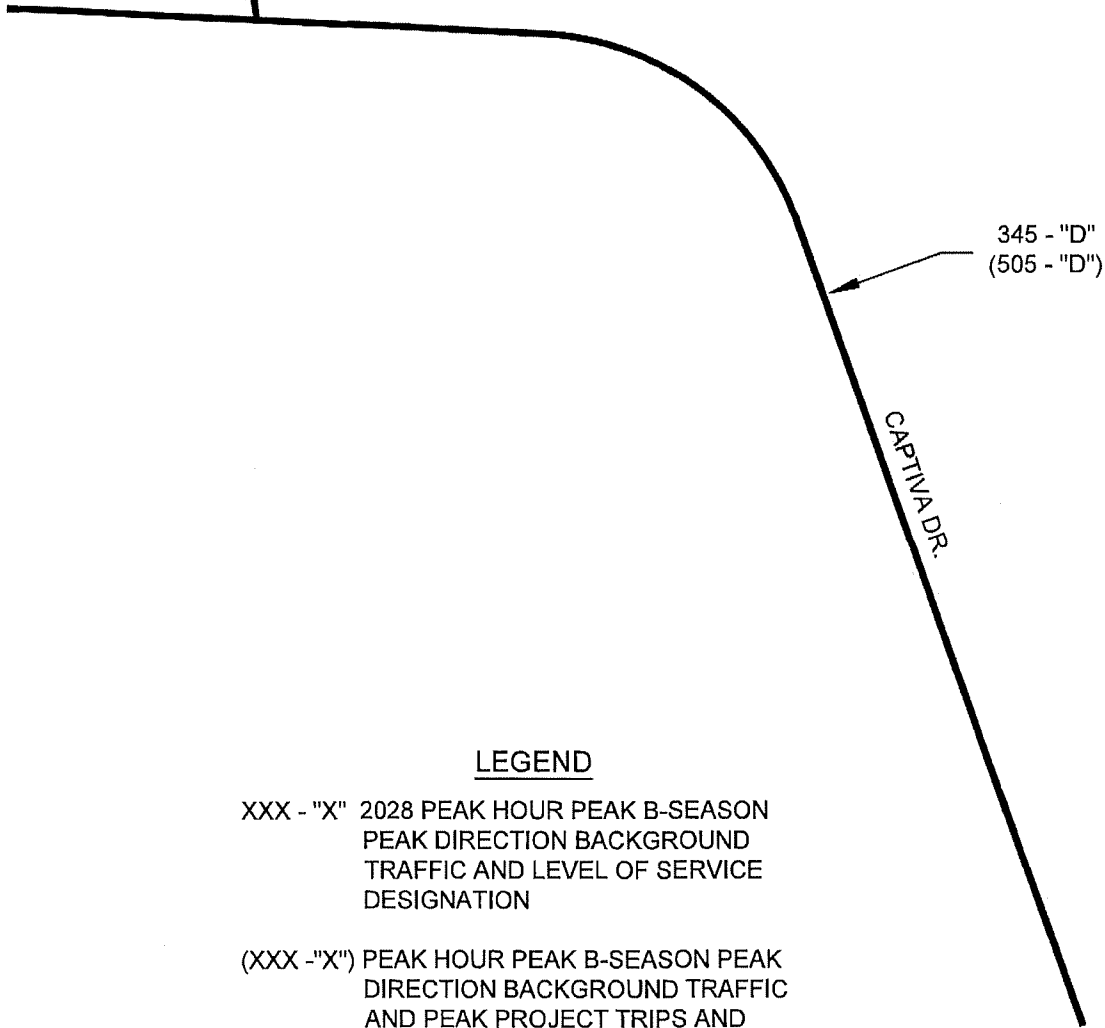 345 - "D"
(505 - "D")
CAPTIVA DR.
LEGEND
XXX - "X" 2028 PEAK HOUR PEAK B-SEASON
PEAK DIRECTION BACKGROUND
TRAFFIC AND LEVEL OF SERVICE
DESIGNATION
(XXX -"X") PEAK HOUR PEAK B-SEASON PEAK
DIRECTION BACKGROUND TRAFFIC
AND PEAK PROJECT TRIPS AND